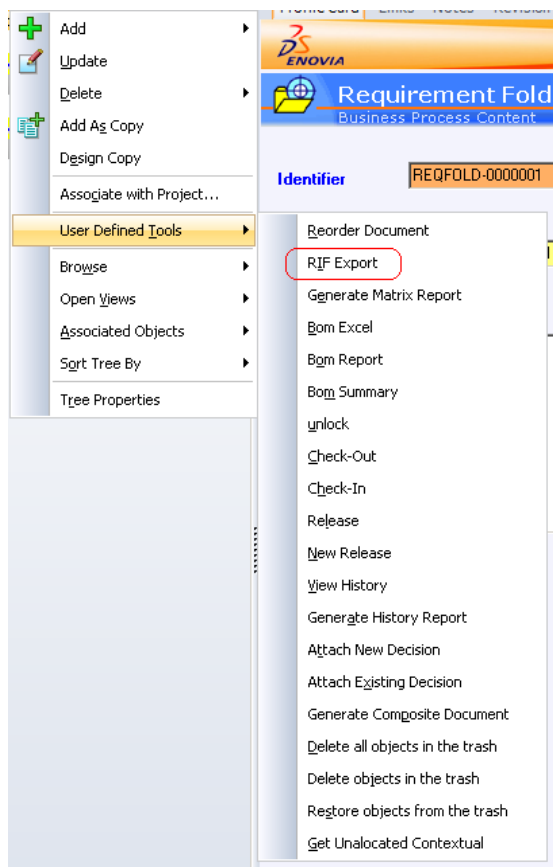 Profile Card Links Notes Revision
Add
Update
Delete
Add As Copy
Design Copy
Associate with Project...
User Defined Tools
Browse
Open Views
Associated Objects
Sort Tree By
Tree Properties
ENOVIA
Requirement Fold
Business Process Content
Identifier
REQFOLD-0000001
Reorder Document
RIF Export
Generate Matrix Report
Bom Excel
Bom Report
Bom Summary
unlock
Check-Out
Check-In
Release
New Release
View History
Generate History Report
Attach New Decision
Attach Existing Decision
Generate Composite Document
Delete all objects in the trash
Delete objects in the trash
Restore objects from the trash
Get Unalocated Contextual